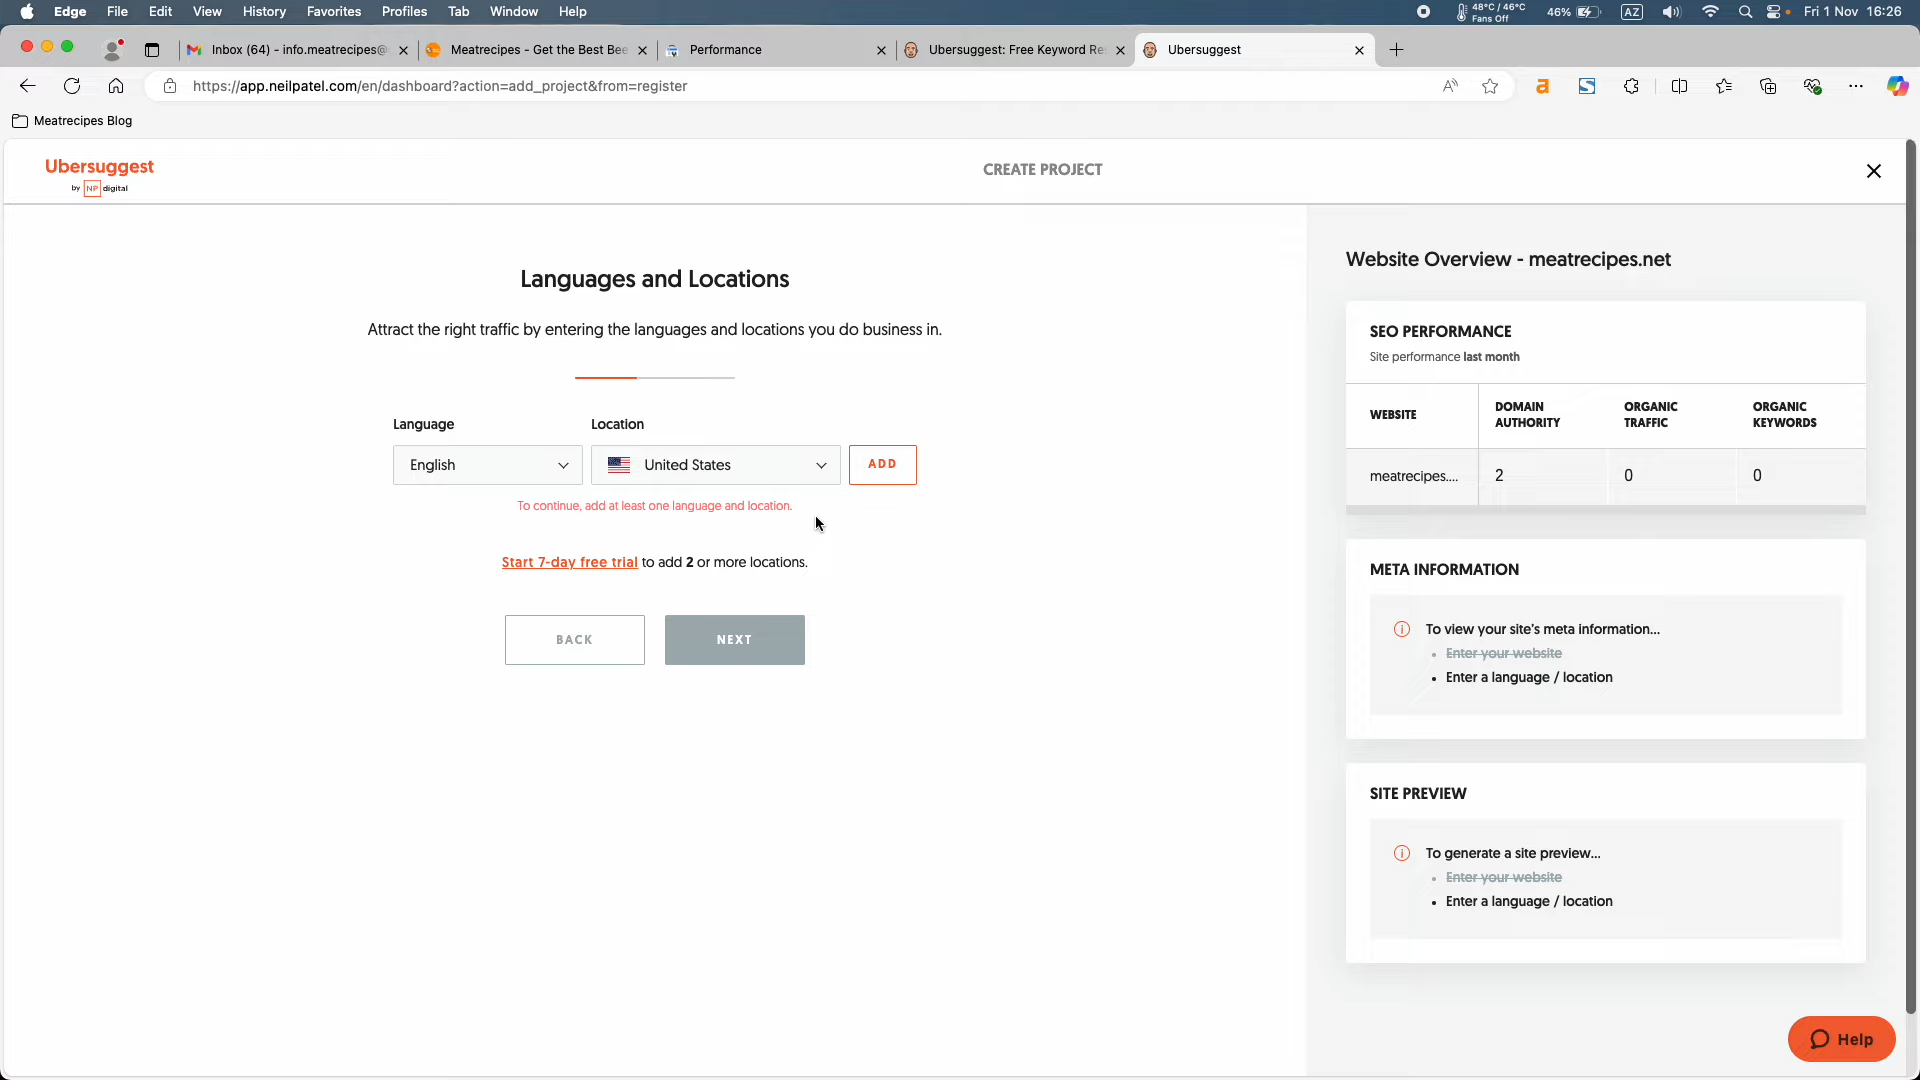 Edge File Edit View History Favorites Profiles Tab Window Help 48°C / 46°C Fans Off 46% AZ Fri 1 Nov 16:26
Inbox (64) - info.meatrecipes@ Meatrecipes - Get the Best Bee Performance Ubersuggest: Free Keyword Re Ubersuggest
https://app.neilpatel.com/en/dashboard?action=add_project&from=register
Meatrecipes Blog
Ubersuggest
by NP digital
CREATE PROJECT
Languages and Locations
Attract the right traffic by entering the languages and locations you do business in.
Language Location
English United States ADD
To continue, add at least one language and location.
Start 7-day free trial to add 2 or more locations.
BACK NEXT
Website Overview - meatrecipes.net
SEO PERFORMANCE
Site performance last month
WEBSITE DOMAIN AUTHORITY ORGANIC TRAFFIC ORGANIC KEYWORDS
meatrecipes.... 2 0 0
META INFORMATION
To view your site's meta information...
Enter your website
Enter a language / location
SITE PREVIEW
To generate a site preview...
Enter your website
Enter a language / location
Help